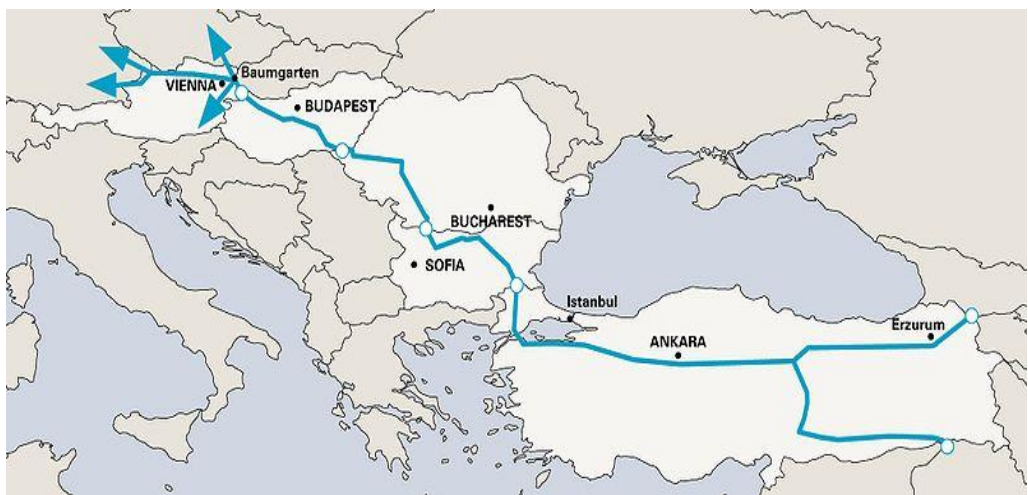 Baumgarten
VIENNA
BUDAPEST
BUCHAREST
SOFIA
Istanbul
Erzurum
ANKARA